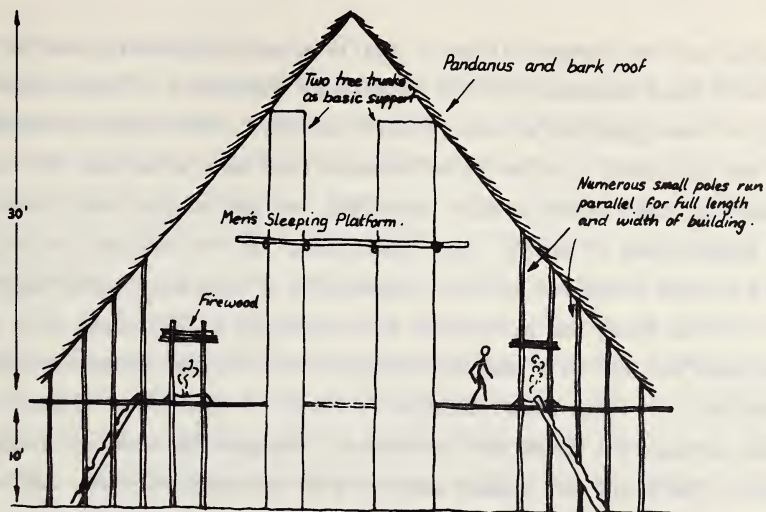 Two tree trunks
as basic support
Pandanus and bark roof
Numerous small poles run
parallel for full length
and width of building.
30'
Men's Sleeping Platform.
Firewood
10'